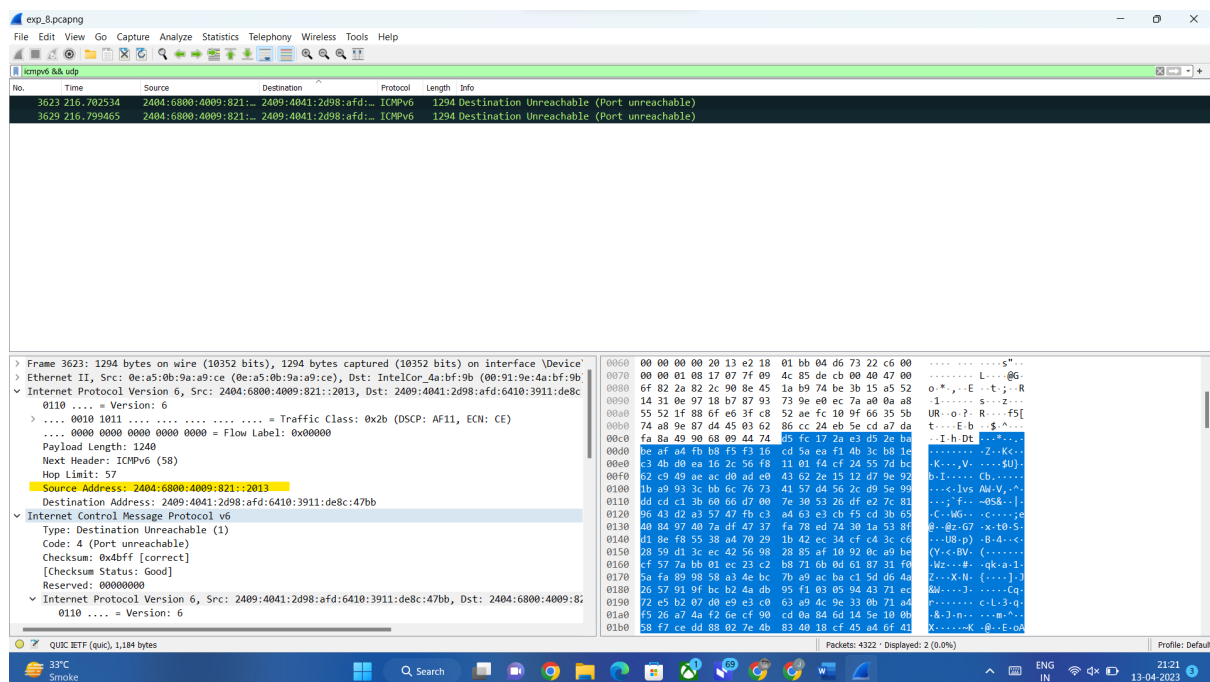 exp_8.pcapng
File Edit View Go Capture Analyze Statistics Telephony Wireless Tools Help
icmpv6 && udp
No. Time Source Destination Protocol Length Info
3623 216.702534 2404:6800:4009:821:… 2409:4041:2d98:afd:… ICMPv6 1294 Destination Unreachable (Port unreachable)
3629 216.799465 2404:6800:4009:821:… 2409:4041:2d98:afd:… ICMPv6 1294 Destination Unreachable (Port unreachable)
> Frame 3623: 1294 bytes on wire (10352 bits), 1294 bytes captured (10352 bits) on interface \Device
> Ethernet II, Src: 0e:a5:0b:9a:a9:ce (0e:a5:0b:9a:a9:ce), Dst: IntelCor_4a:bf:9b (00:91:9e:4a:bf:9b
Internet Protocol Version 6, Src: 2404:6800:4009:821::2013, Dst: 2409:4041:2d98:afd:6410:3911:de8c
0110 .... = Version: 6
> .... 0010 1011 .... .... .... .... .... = Traffic Class: 0x2b (DSCP: AF11, ECN: CE)
.... 0000 0000 0000 0000 0000 = Flow Label: 0x00000
Payload Length: 1240
Next Header: ICMPv6 (58)
Hop Limit: 57
Source Address: 2404:6800:4009:821::2013
Destination Address: 2409:4041:2d98:afd:6410:3911:de8c:47bb
Internet Control Message Protocol v6
Type: Destination Unreachable (1)
Code: 4 (Port unreachable)
Checksum: 0x4bff [correct]
[Checksum Status: Good]
Reserved: 00000000
Internet Protocol Version 6, Src: 2409:4041:2d98:afd:6410:3911:de8c:47bb, Dst: 2404:6800:4009:82
0110 .... = Version: 6
0060 00 00 00 00 20 13 e2 18 01 bb 04 d6 73 22 c6 00
0070 00 00 01 08 17 07 7f 09 4c 85 de cb 00 40 47 00
0080 6f 82 2a 82 2c 90 8e 45 1a b9 74 be 3b 15 a5 52
0090 14 31 0e 97 18 b7 87 93 73 9e e0 ec 7a a0 0a a8
00a0 55 52 1f 88 6f e6 3f c8 52 ae fc 10 9f 66 35 5b
00b0 74 a8 9e 87 d4 45 03 62 86 cc 24 eb 5e cd a7 da
00c0 fa 8a 49 90 68 09 44 74 d5 fc 17 2a e3 d5 2e ba
00d0 be af a4 fb b8 f5 f3 16 cd 5a ea f1 4b 3c b8 1e
00e0 c3 4b d0 ea 16 2c 56 f8 11 01 f4 cf 24 55 7d bc
00f0 62 c9 49 ae ac d0 ad e0 43 62 2e 15 12 d7 9e 92
0100 1b a9 93 3c bb 6c 76 73 41 57 d4 56 2c d9 5e 99
0110 dd cd c1 3b 60 66 d7 00 7e 30 53 26 df e2 7c 81
0120 96 43 d2 a3 57 47 fb c3 a4 63 e3 cb f5 cd 3b 65
0130 40 84 97 40 7a df 47 37 fa 78 ed 74 30 1a 53 8f
0140 d1 8e f8 55 38 a4 70 29 1b 42 ec 34 cf c4 3c c6
0150 28 59 d1 3c ec 42 56 98 28 85 af 10 92 0c a9 be
0160 cf 57 7a bb 01 ec 23 c2 b8 71 6b 0d 61 87 31 f0
0170 5a fa 89 98 58 a3 4e bc 7b a9 ac ba c1 5d d6 4a
0180 26 57 91 9f bc b2 4a db 95 f1 03 05 94 43 71 ec
0190 72 e5 b2 07 d0 e9 e3 c0 63 a9 4c 9e 33 0b 71 a4
01a0 f5 26 a7 4a f2 6e cf 90 cd 0a 84 6d 14 5e 10 0b
01b0 58 f7 ce dd 88 02 7e 4b 83 40 18 cf 45 a4 6f 41
QUIC IETF (quic), 1,184 bytes
Packets: 4322 · Displayed: 2 (0.0%)
Profile: Defaul
33°C
Smoke
Search
1
69
ENG
IN
21:21
13-04-2023
3